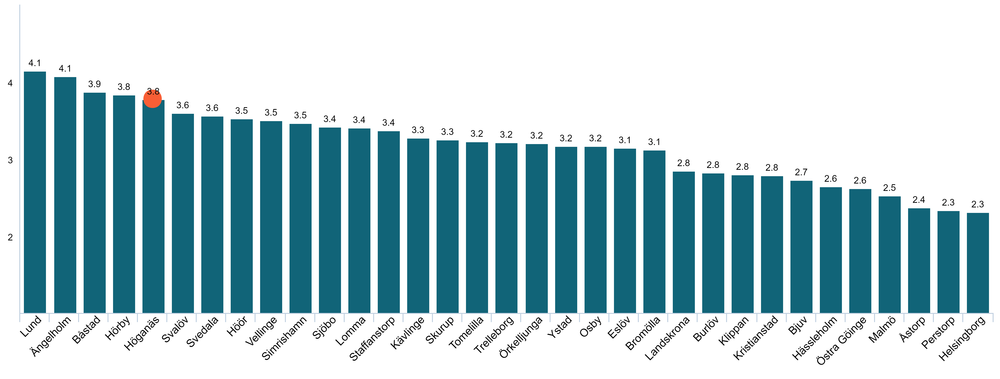 4.1
4.1
3.9
3.8
3.8
3.6
3.6
3.5
3.5
3.5
3.4
3.4
3.4
3.3
3.3
3.2
3.2
3.2
3.2
3.2
3.1
3.1
2.8
2.8
2.8
2.8
2.7
2.6
2.6
2.5
2.4
2.3
2.3
4
3
2
Lund
Ängelholm
Båstad
Hörby
Höganäs
Svalöv
Svedala
Höör
Vellinge
Simrishamn
Sjöbo
Lomma
Staffanstorp
Kävlinge
Skurup
Tomelilla
Trelleborg
Örkelljunga
Ystad
Osby
Eslöv
Bromölla
Landskrona
Burlöv
Klippan
Kristianstad
Bjuv
Hässleholm
Östra Göinge
Malmö
Åstorp
Perstorp
Helsingborg